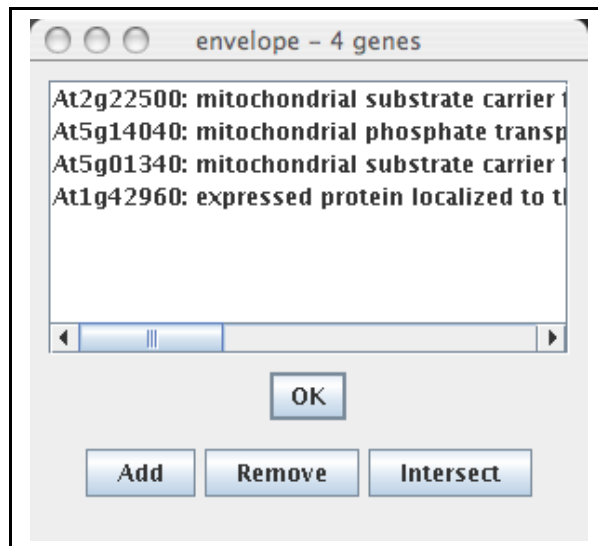 envelope – 4 genes
At2g22500: mitochondrial substrate carrier
At5g14040: mitochondrial phosphate transp
At5g01340: mitochondrial substrate carrier
At1g42960: expressed protein localized to
OK
Add Remove Intersect